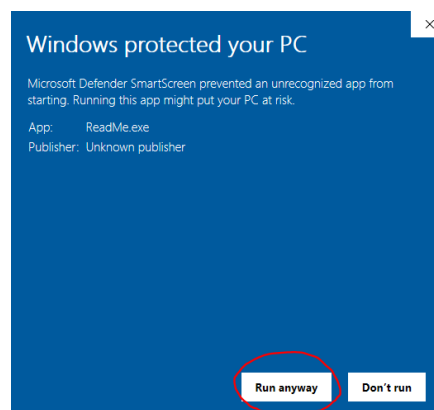 Windows protected your PC
Microsoft Defender SmartScreen prevented an unrecognized app from
starting. Running this app might put your PC at risk.
App: ReadMe.exe
Publisher: Unknown publisher
Run anyway Don't run